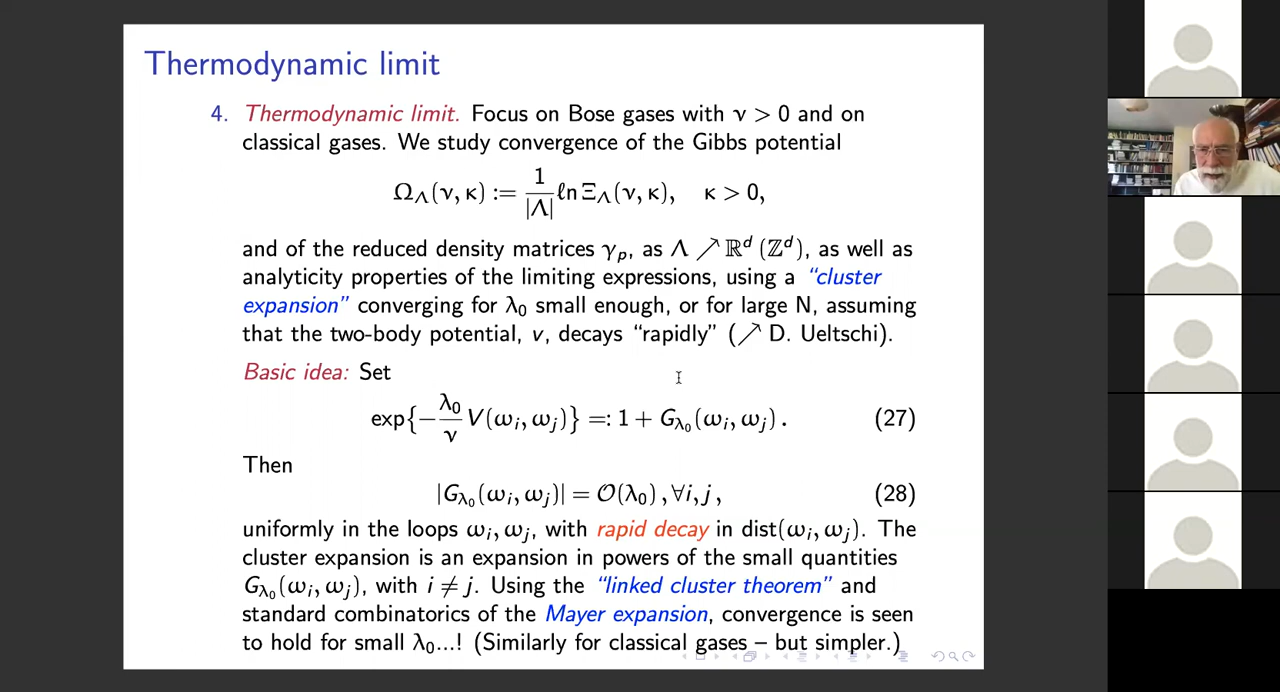 Thermodynamic limit
4. Thermodynamic limit. Focus on Bose gases with ν > 0 and on
classical gases. We study convergence of the Gibbs potential
Ω_Λ(ν, κ) := 1/|Λ| ℓn Ξ_Λ(ν, κ), κ > 0,
and of the reduced density matrices γ_p, as Λ ↗ ℝ^d (ℤ^d), as well as
analyticity properties of the limiting expressions, using a “cluster
expansion” converging for λ₀ small enough, or for large N, assuming
that the two-body potential, v, decays “rapidly” (↗ D. Ueltschi).
Basic idea: Set
exp{−λ₀/ν V(ω_i, ω_j)} =: 1 + G_λ₀(ω_i, ω_j). (27)
Then
|G_λ₀(ω_i, ω_j)| = 𝒪(λ₀), ∀i, j, (28)
uniformly in the loops ω_i, ω_j, with rapid decay in dist(ω_i, ω_j). The
cluster expansion is an expansion in powers of the small quantities
G_λ₀(ω_i, ω_j), with i ≠ j. Using the “linked cluster theorem” and
standard combinatorics of the Mayer expansion, convergence is seen
to hold for small λ₀...! (Similarly for classical gases – but simpler.)